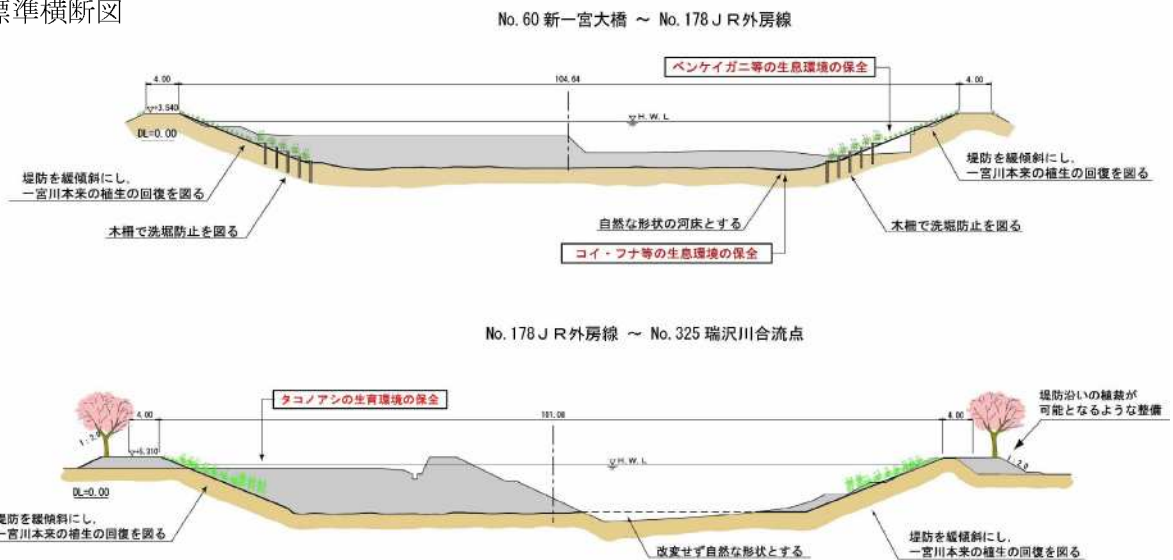 標準横断図
No.60 新一宮大橋 ～ No.178 JR外房線
ベンケイガニ等の生息環境の保全
4.00
104.64
4.00
+3.540
H.W.L
DL=0.00
堤防を緩傾斜にし、
一宮川本来の植生の回復を図る
堤防を緩傾斜にし、
一宮川本来の植生の回復を図る
木柵で洗堀防止を図る
自然な形状の河床とする
木柵で洗堀防止を図る
コイ・フナ等の生息環境の保全
No.178 JR外房線 ～ No.325 瑞沢川合流点
タコノアシの生育環境の保全
堤防沿いの植裁が
可能となるような整備
4.00
4.00
1:2.0
+5.310
H.W.L
1:2.0
DL=0.00
堤防を緩傾斜にし、
一宮川本来の植生の回復を図る
堤防を緩傾斜にし、
一宮川本来の植生の回復を図る
改変せず自然な形状とする